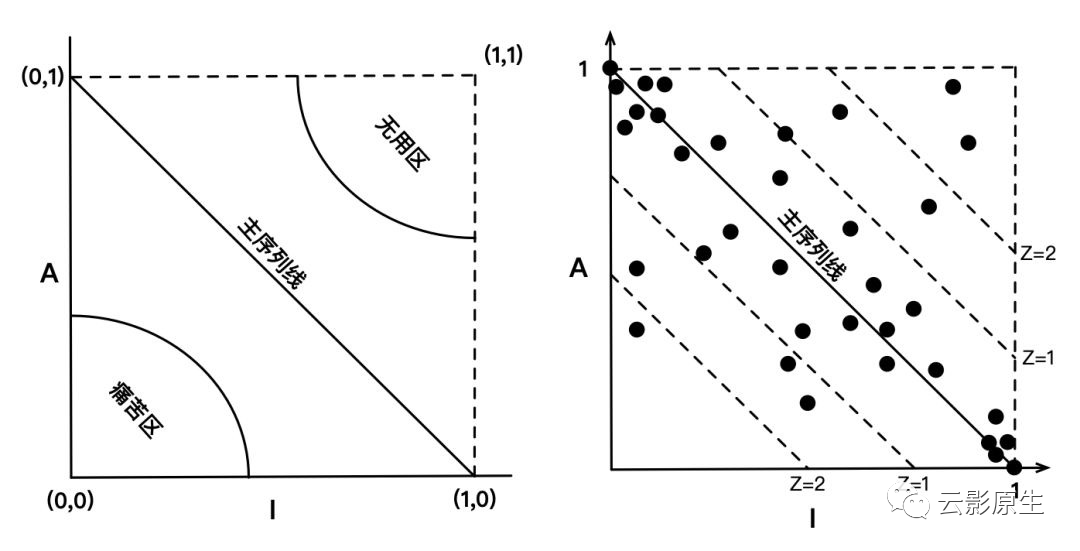 (0,1)
(1,1)
无用区
主序列线
A
痛苦区
(0,0)
I
(1,0)
1
主序列线
A
Z=2
Z=1
Z=2
Z=1
1
I
云影原生